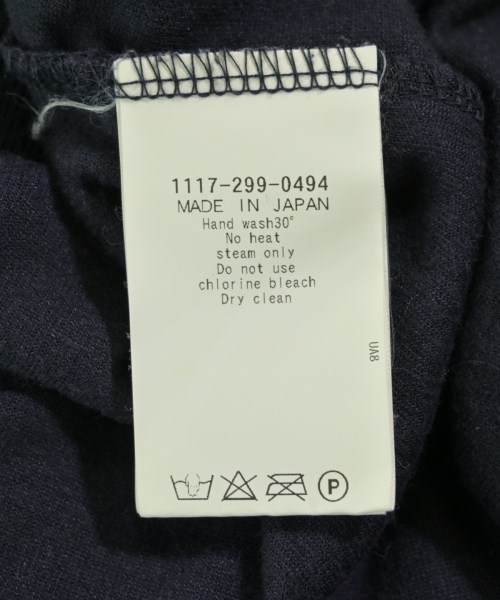 1117-299-0494
MADE IN JAPAN
Hand wash30°
No heat
steam only
Do not use
chlorine bleach
Dry clean
UA8
P